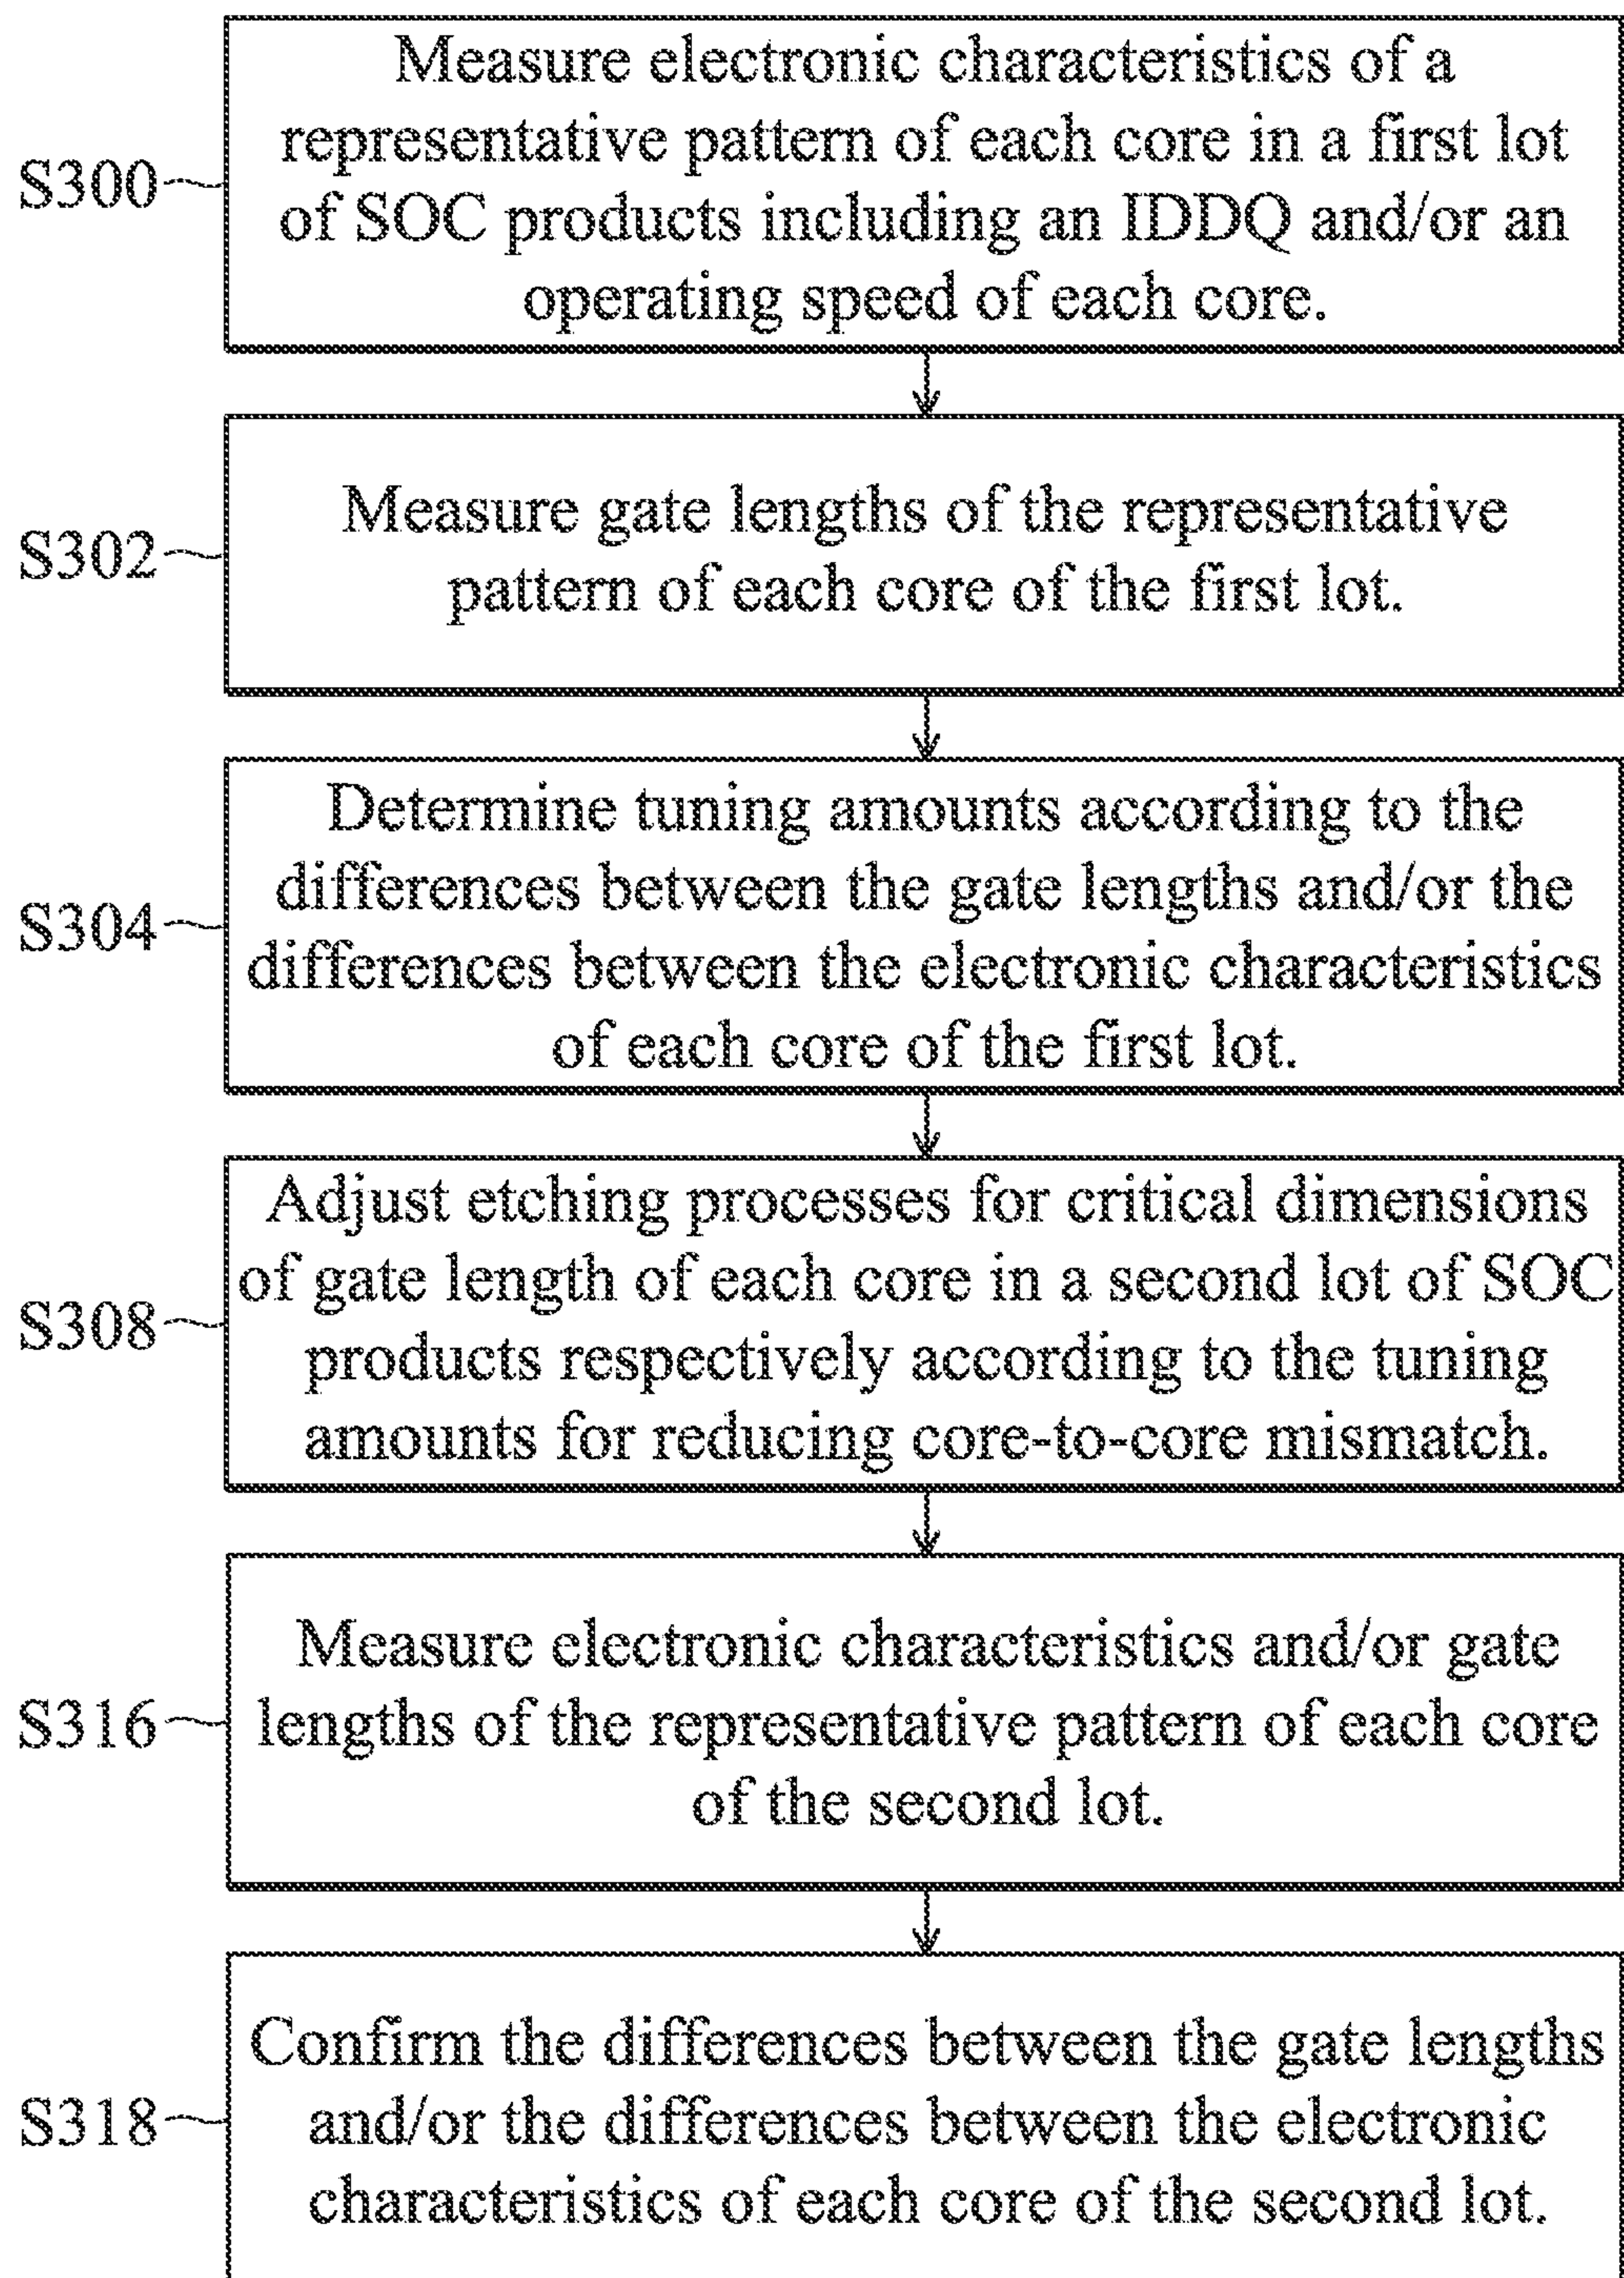 Measure electronic characteristics of a
representative pattern of each core in a first lot
S300
of SOC products including an IDDQ and/or an
operating speed of each core.
Measure gate lengths of the representative
S302
pattern of each core of the first lot.
Determine tuning amounts according to the
differences between the gate lengths and/or the
S304
differences between the electronic characteristics
of each core of the first lot.
Adjust etching processes for critical dimensions
of gate length of each core in a second lot of SOC
S308
products respectively according to the tuning
amounts for reducing core-to-core mismatch.
Measure electronic characteristics and/or gate
S316
lengths of the representative pattern of each core
of the second lot.
Confirm the differences between the gate lengths
S318
and/or the differences between the electronic
characteristics of each core of the second lot.